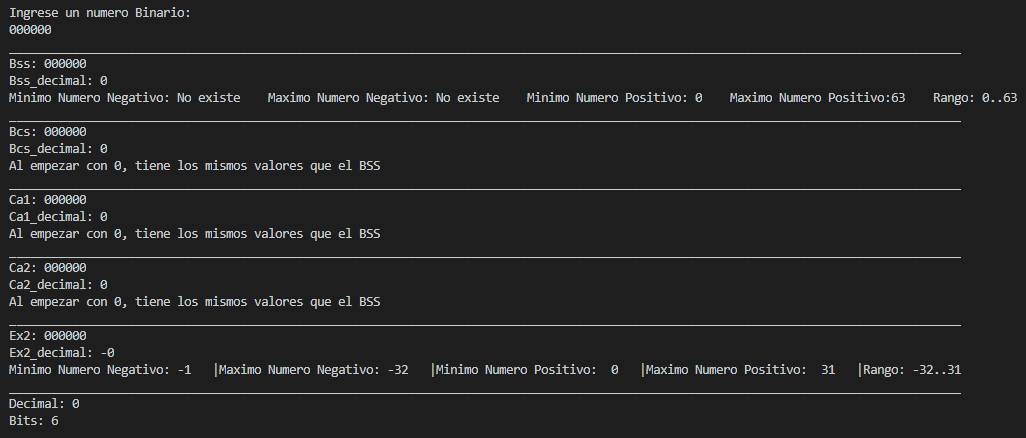 Ingrese un numero Binario:
000000
Bss: 000000
Bss_decimal: 0
Minimo Numero Negativo: No existe    Maximo Numero Negativo: No existe    Minimo Numero Positivo: 0    Maximo Numero Positivo:63    Rango: 0..63
Bcs: 000000
Bcs_decimal: 0
Al empezar con 0, tiene los mismos valores que el BSS
Ca1: 000000
Ca1_decimal: 0
Al empezar con 0, tiene los mismos valores que el BSS
Ca2: 000000
Ca2_decimal: 0
Al empezar con 0, tiene los mismos valores que el BSS
Ex2: 000000
Ex2_decimal: -0
Minimo Numero Negativo: -1   |Maximo Numero Negativo: -32   |Minimo Numero Positivo:  0   |Maximo Numero Positivo:  31   |Rango: -32..31
Decimal: 0
Bits: 6